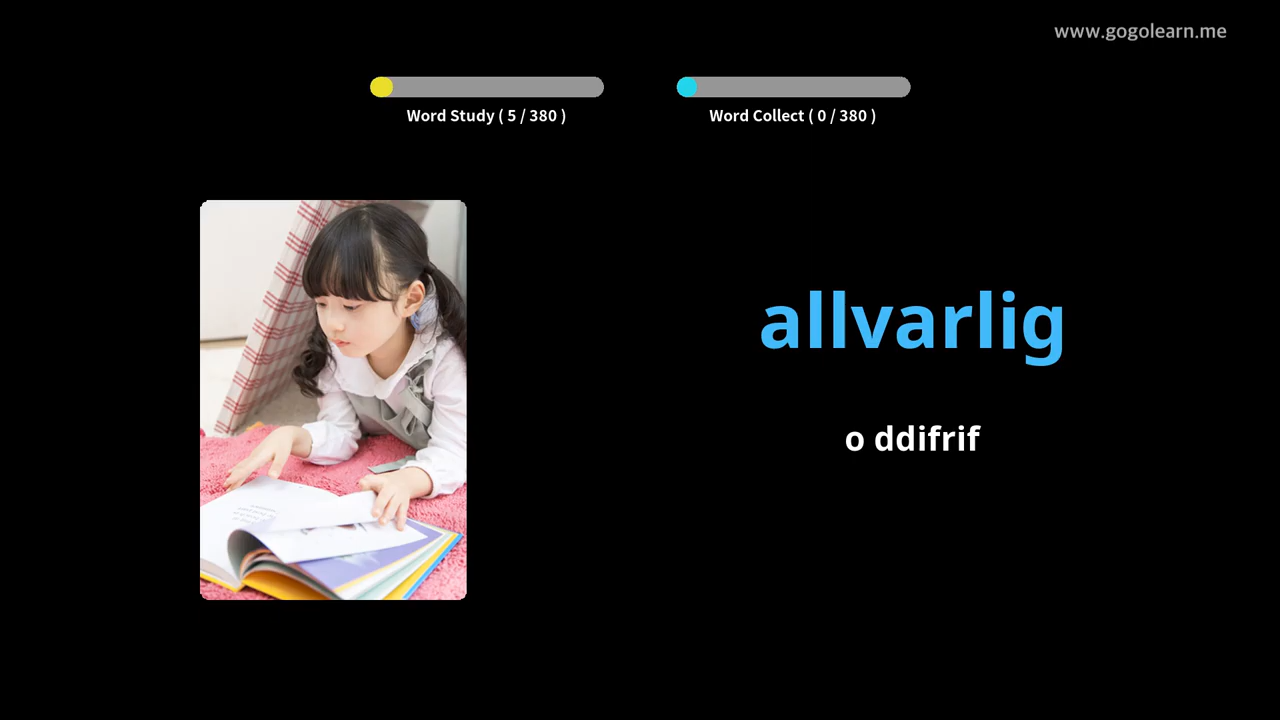 www.gogolearn.me
Word Study ( 5 / 380 )
Word Collect ( 0 / 380 )
allvarlig
o ddifrif